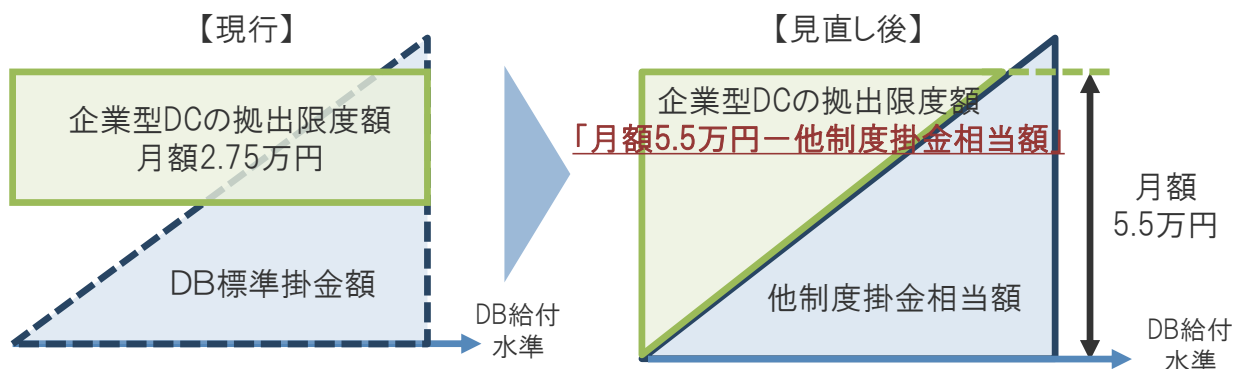 【現行】
企業型DCの拠出限度額
月額2.75万円
DB標準掛金額
DB給付
水準
【見直し後】
企業型DCの拠出限度額
「月額5.5万円－他制度掛金相当額」
他制度掛金相当額
月額
5.5万円
DB給付
水準